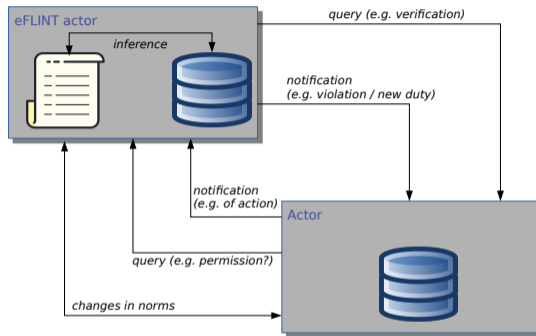 eFLINT actor
query (e.g. verification)
inference
notification
(e.g. violation / new duty)
notification
(e.g. of action)
Actor
query (e.g. permission?)
changes in norms